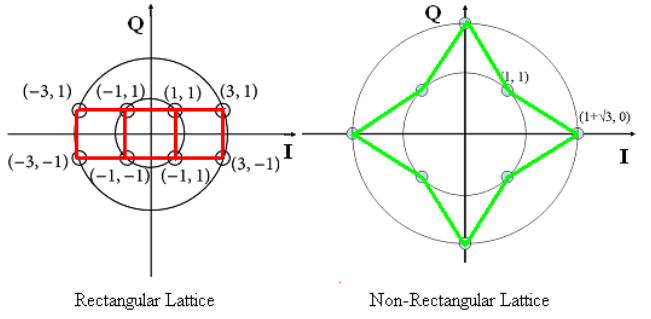 Q
Q
(−3, 1) (−1, 1) (1, 1) (3, 1)
(1, 1)
(1+√3, 0)
I
I
(−3, −1) (−1, −1) (−1, 1) (3, −1)
Rectangular Lattice
Non-Rectangular Lattice